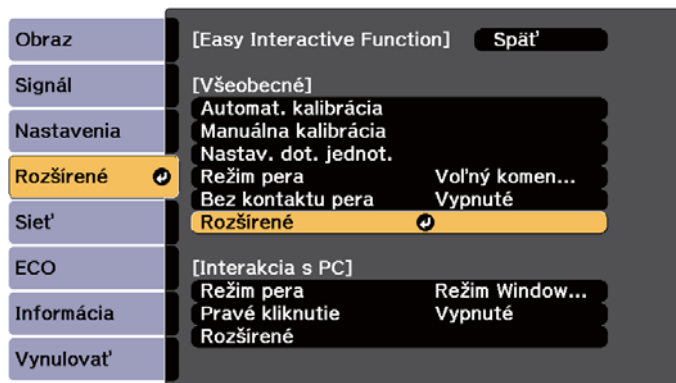 Obraz
Signál
Nastavenia
Rozšírené
Sieť
ECO
Informácia
Vynulovať
[Easy Interactive Function] Späť
[Všeobecné]
Automat. kalibrácia
Manuálna kalibrácia
Nastav. dot. jednot.
Režim pera Voľný komen...
Bez kontaktu pera Vypnuté
Rozšírené
[Interakcia s PC]
Režim pera Režim Window...
Pravé kliknutie Vypnuté
Rozšírené